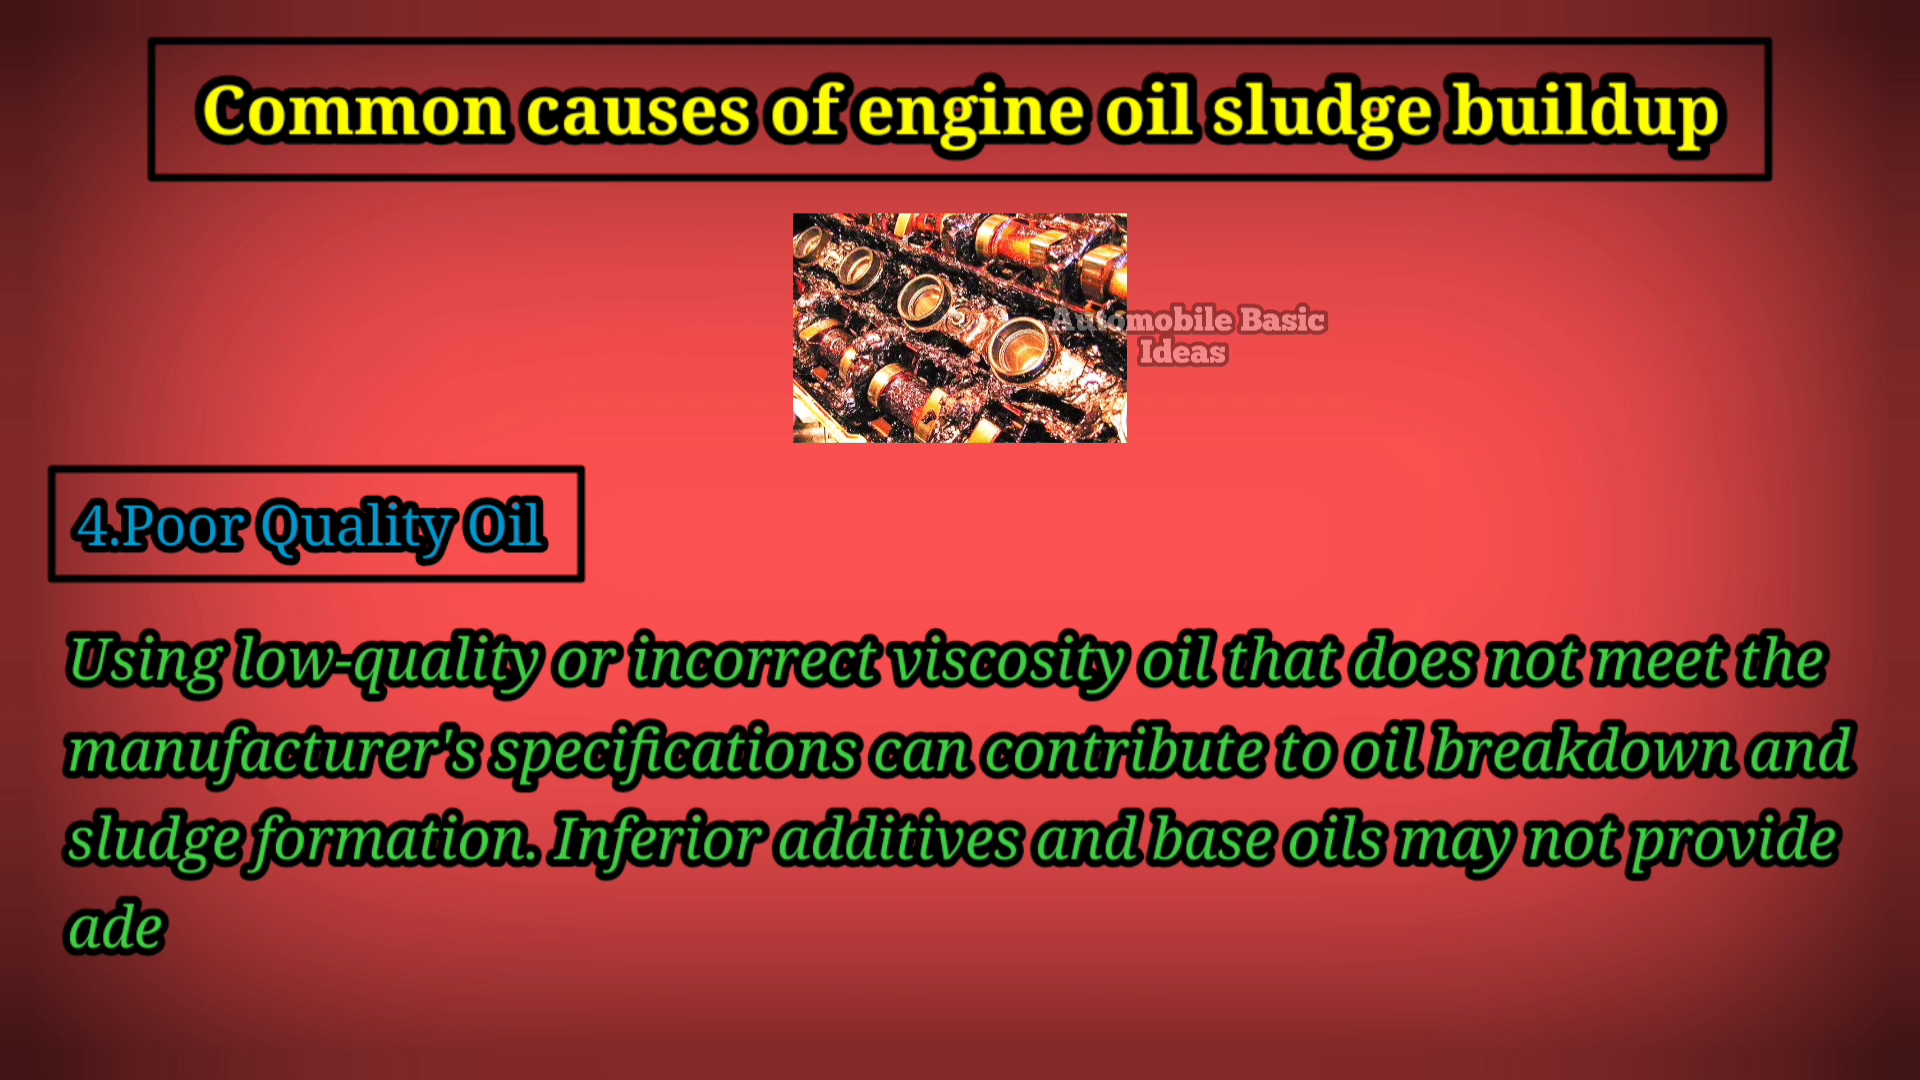 Common causes of engine oil sludge buildup
Automobile Basic
Ideas
4.Poor Quality Oil
Using low-quality or incorrect viscosity oil that does not meet the
manufacturer's specifications can contribute to oil breakdown and
sludge formation. Inferior additives and base oils may not provide
ade